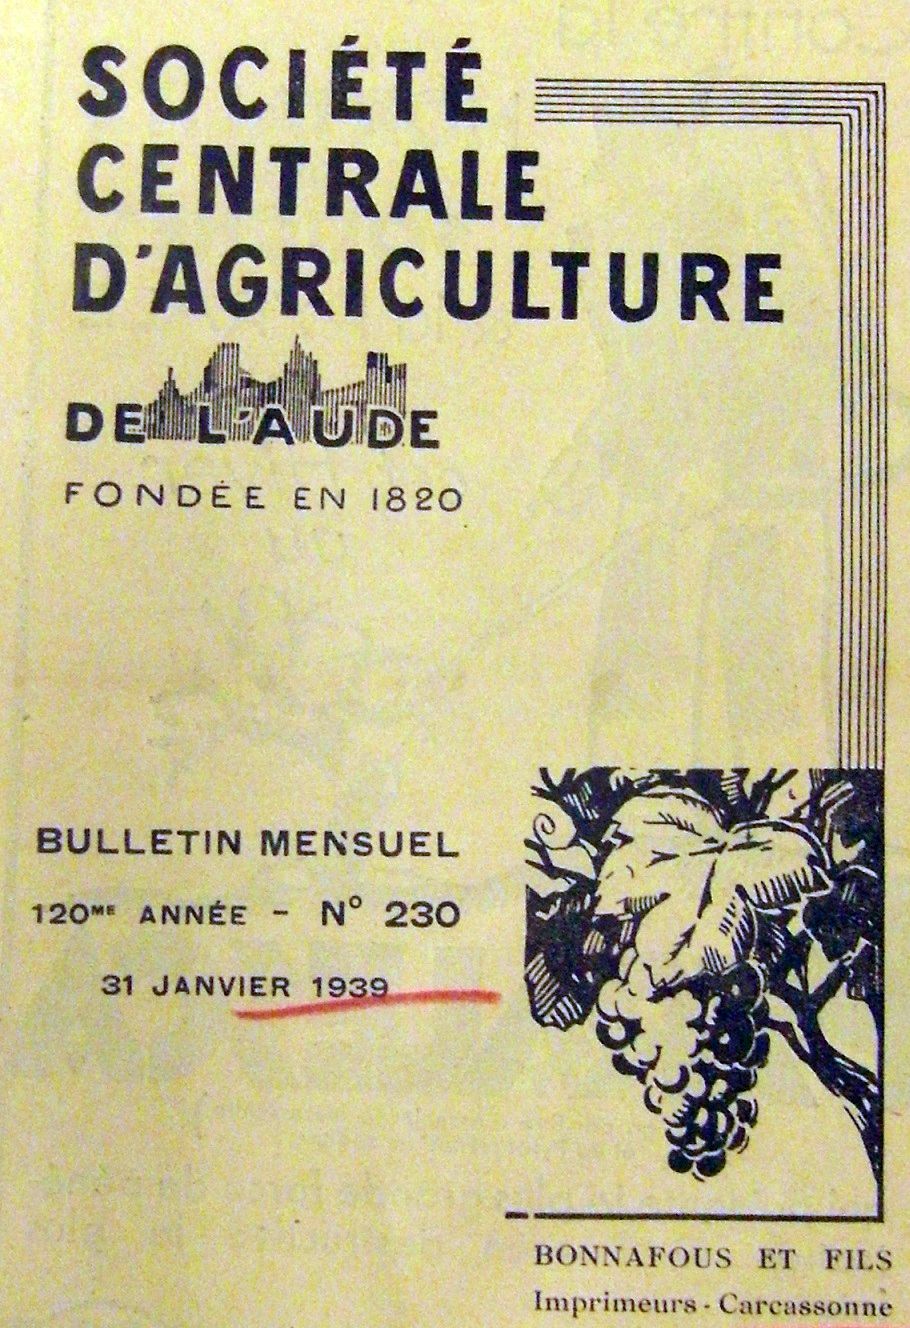 SOCIÉTÉ
CENTRALE
D'AGRICULTURE
DE L'AUDE
FONDÉE EN 1820
BULLETIN MENSUEL
120ME ANNÉE - N° 230
31 JANVIER 1939
BONNAFOUS ET FILS
Imprimeurs - Carcassonne